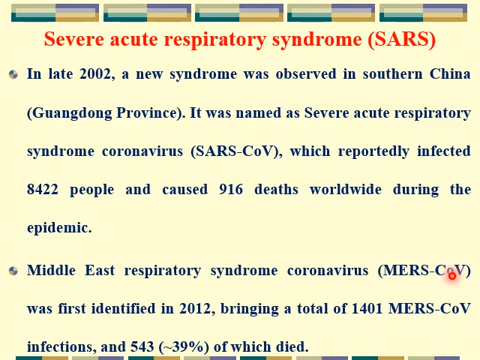 Severe acute respiratory syndrome (SARS)
In late 2002, a new syndrome was observed in southern China
(Guangdong Province). It was named as Severe acute respiratory
syndrome coronavirus (SARS-CoV), which reportedly infected
8422 people and caused 916 deaths worldwide during the
epidemic.
Middle East respiratory syndrome coronavirus (MERS-CoV)
was first identified in 2012, bringing a total of 1401 MERS-CoV
infections, and 543 (~39%) of which died.